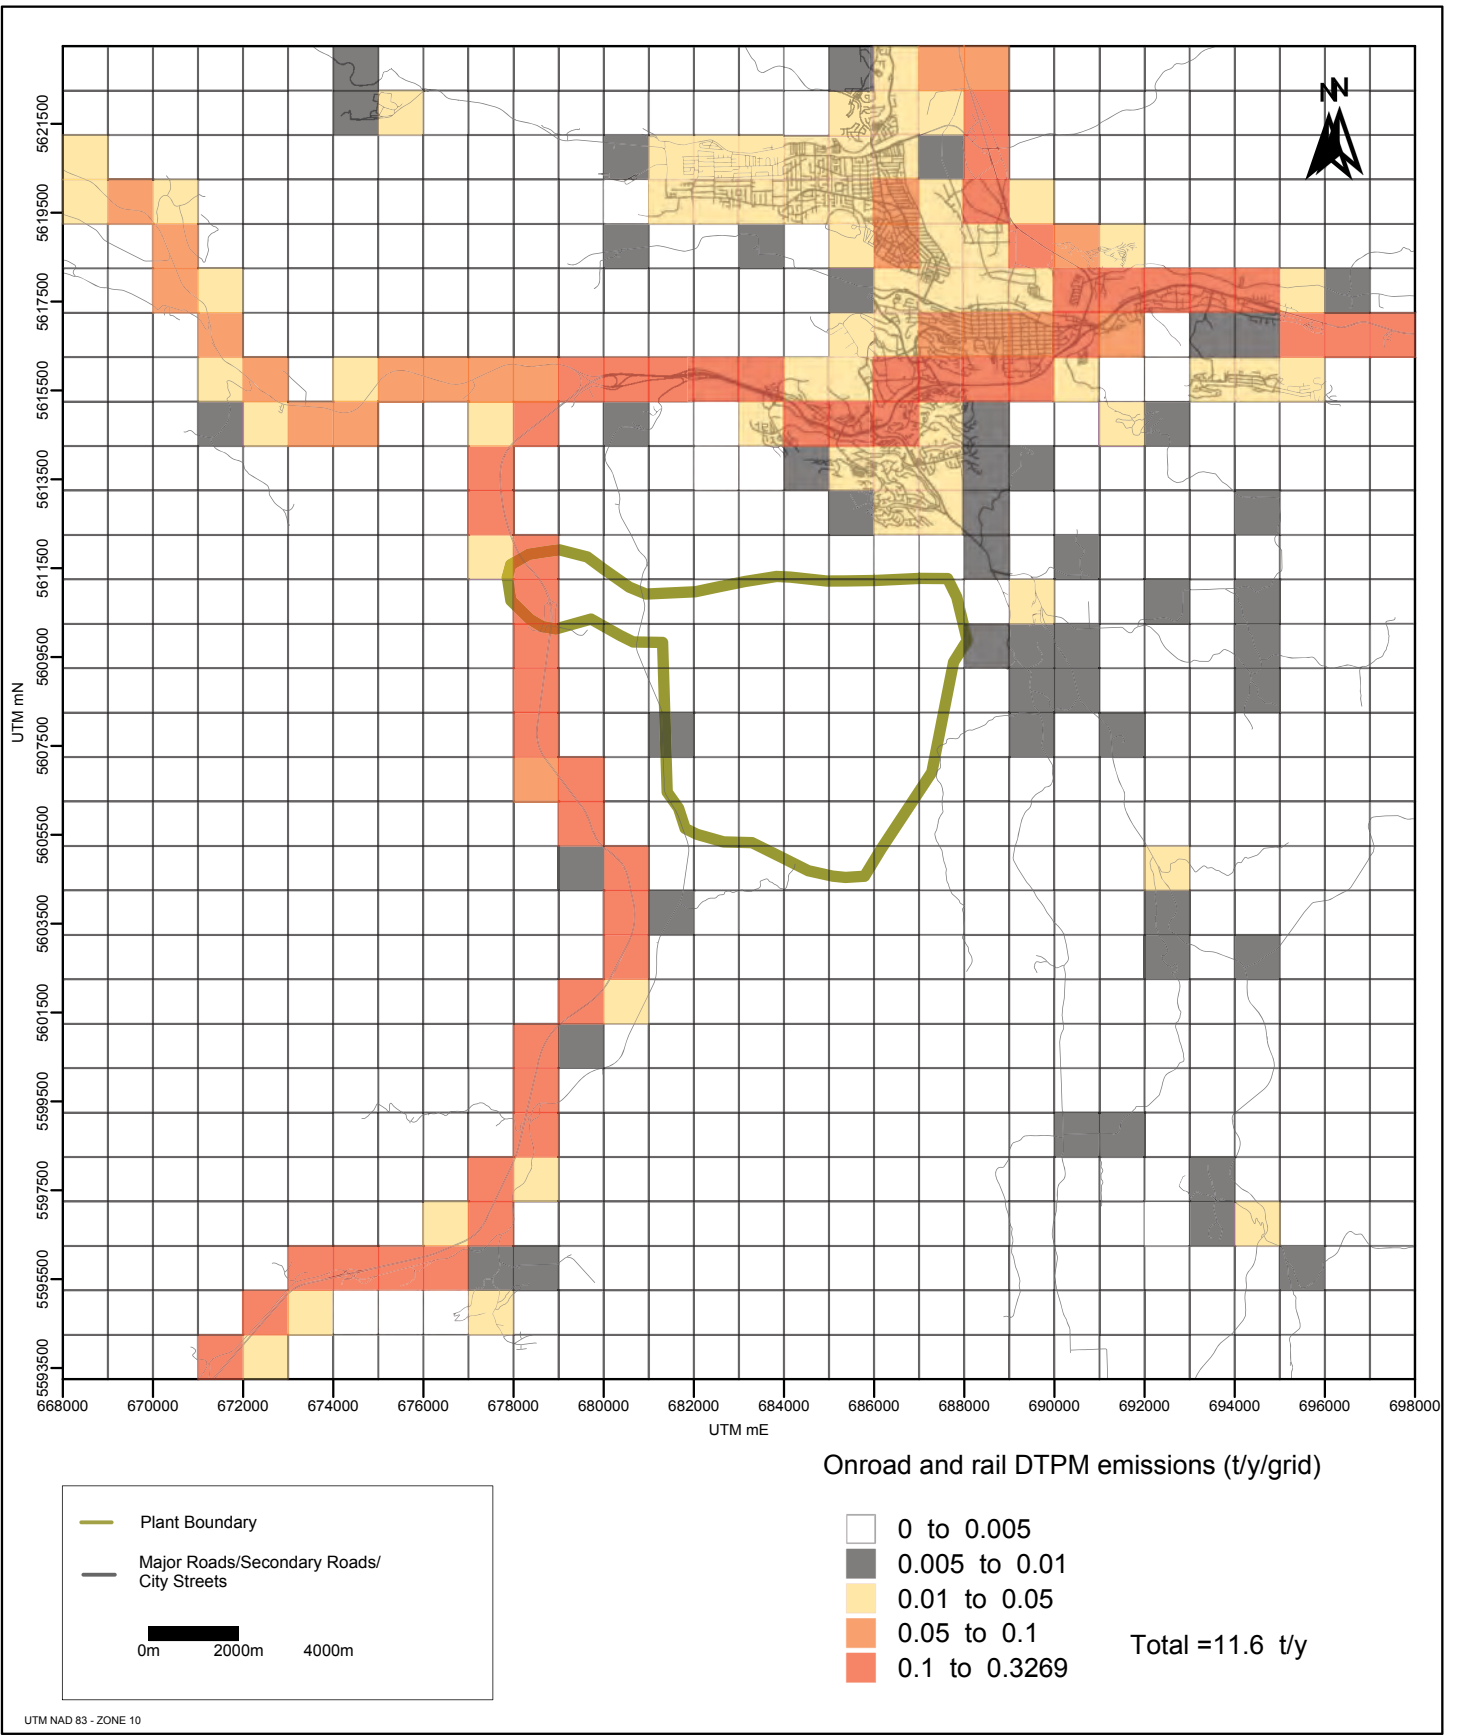 NN
5621500
5619500
5617500
5615500
5613500
5611500
5609500
5607500
5605500
5603500
5601500
5599500
5597500
5595500
5593500
UTM mN
668000 670000 672000 674000 676000 678000 680000 682000 684000 686000 688000 690000 692000 694000 696000 698000
UTM mE
Onroad and rail DTPM emissions (t/y/grid)
0 to 0.005
0.005 to 0.01
0.01 to 0.05
0.05 to 0.1
0.1 to 0.3269
Total =11.6 t/y
Plant Boundary
Major Roads/Secondary Roads/
City Streets
0m 2000m 4000m
UTM NAD 83 - ZONE 10